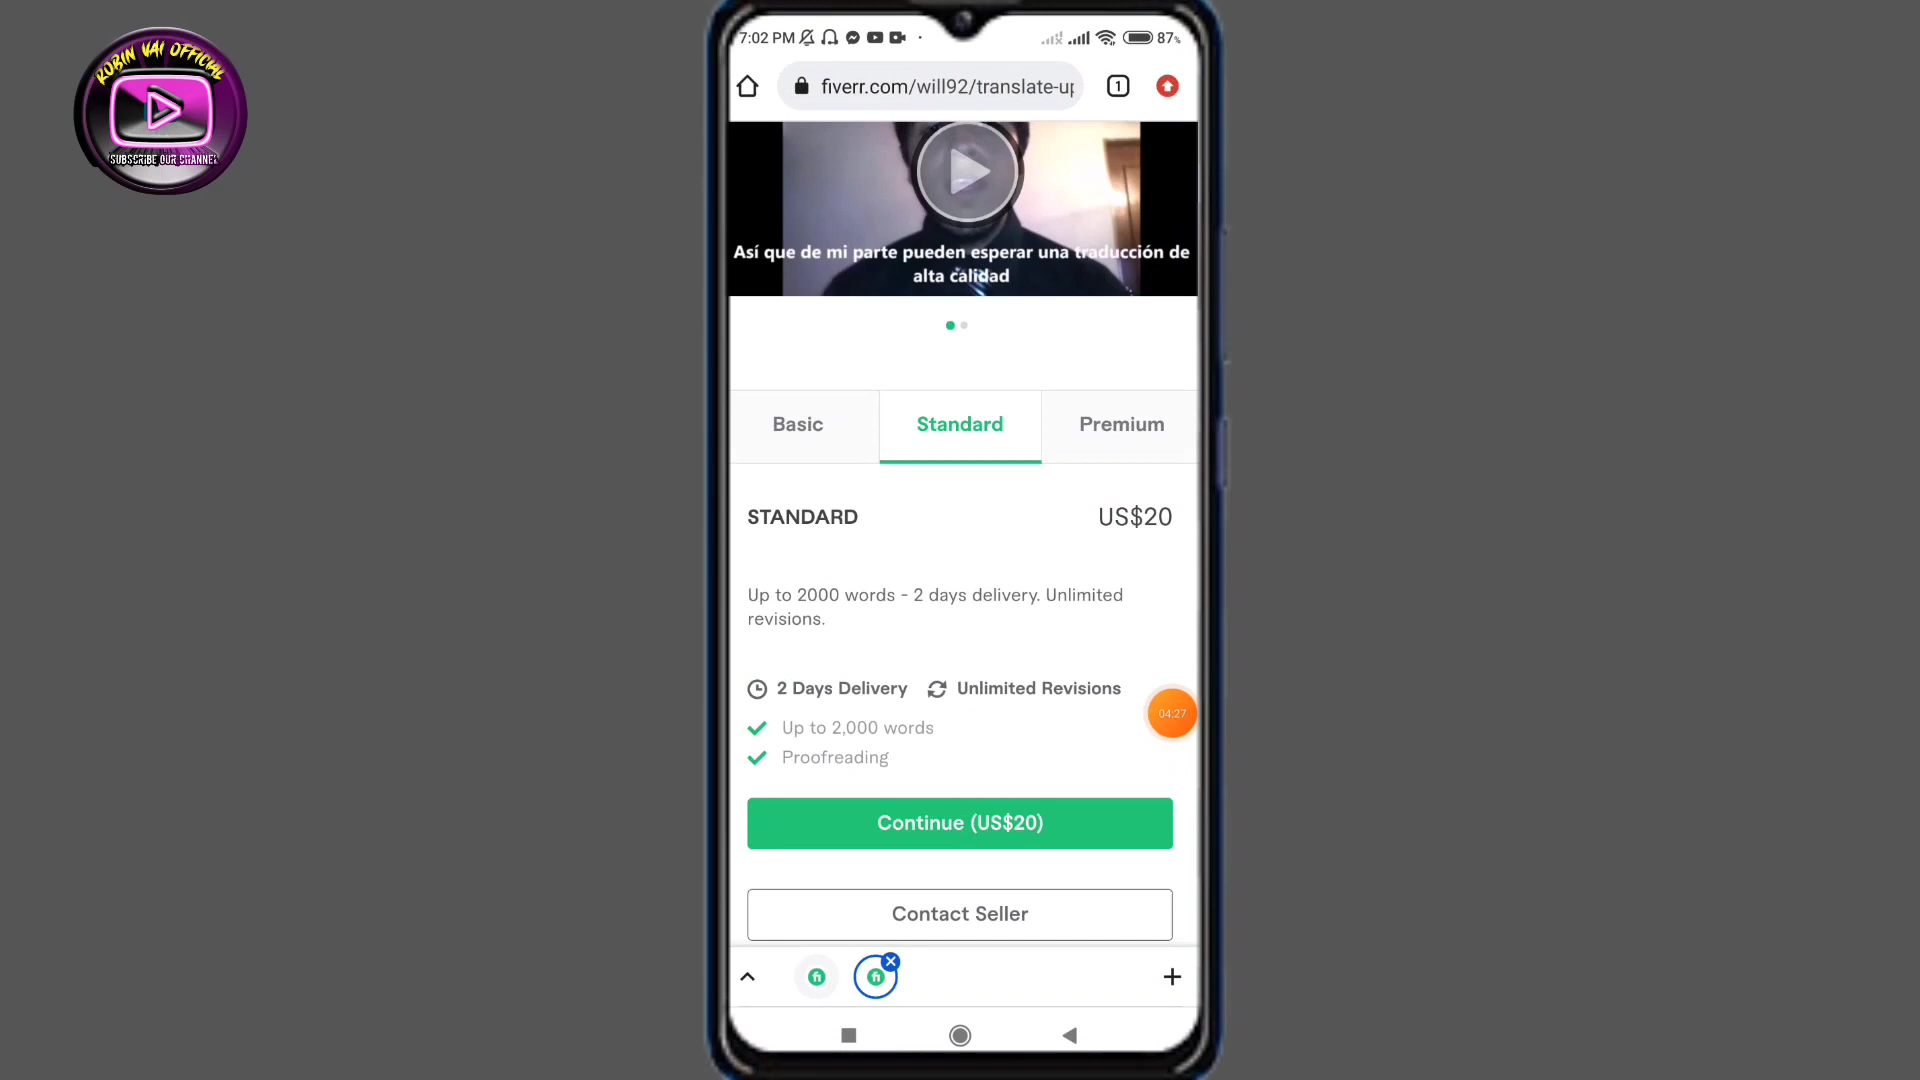 ROBIN VAI OFFICIAL
SUBSCRIBE OUR CHANNEL
7:02 PM
87%
fiverr.com/will92/translate-up
1
Así que de mi parte pueden esperar una traducción de
alta calidad
Basic
Standard
Premium
STANDARD
US$20
Up to 2000 words - 2 days delivery. Unlimited
revisions.
2 Days Delivery
Unlimited Revisions
04:27
Up to 2,000 words
Proofreading
Continue (US$20)
Contact Seller
fi
fi